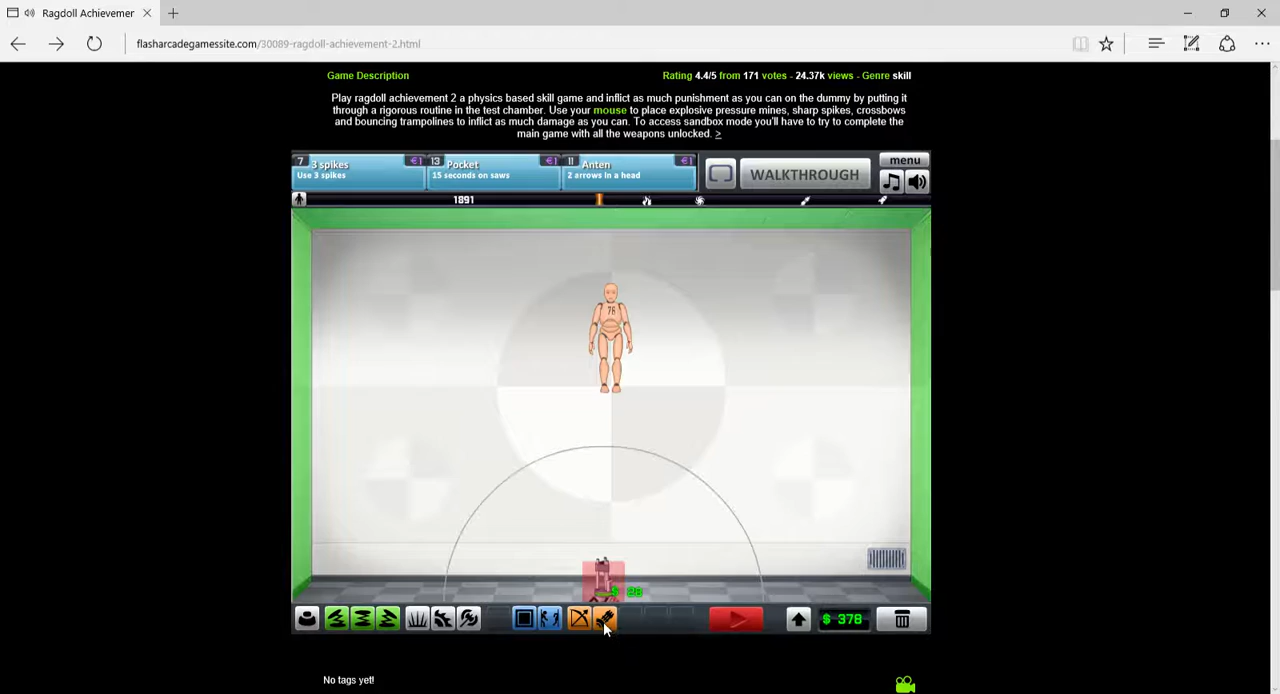 Ragdoll Achievemer
flasharcadegamessite.com/30089-ragdoll-achievement-2.html
Game Description
Rating 4.4/5 from 171 votes - 24.37k views - Genre skill
Play ragdoll achievement 2 a physics based skill game and inflict as much punishment as you can on the dummy by putting it
through a rigorous routine in the test chamber. Use your mouse to place explosive pressure mines, sharp spikes, crossbows
and bouncing trampolines to inflict as much damage as you can. To access sandbox mode you'll have to try to complete the
main game with all the weapons unlocked. >
7 3 spikes €1 13 Pocket €1 11 Anten €1
Use 3 spikes 15 seconds on saws 2 arrows in a head
WALKTHROUGH
menu
1891
76
$ 28
$ 378
No tags yet!